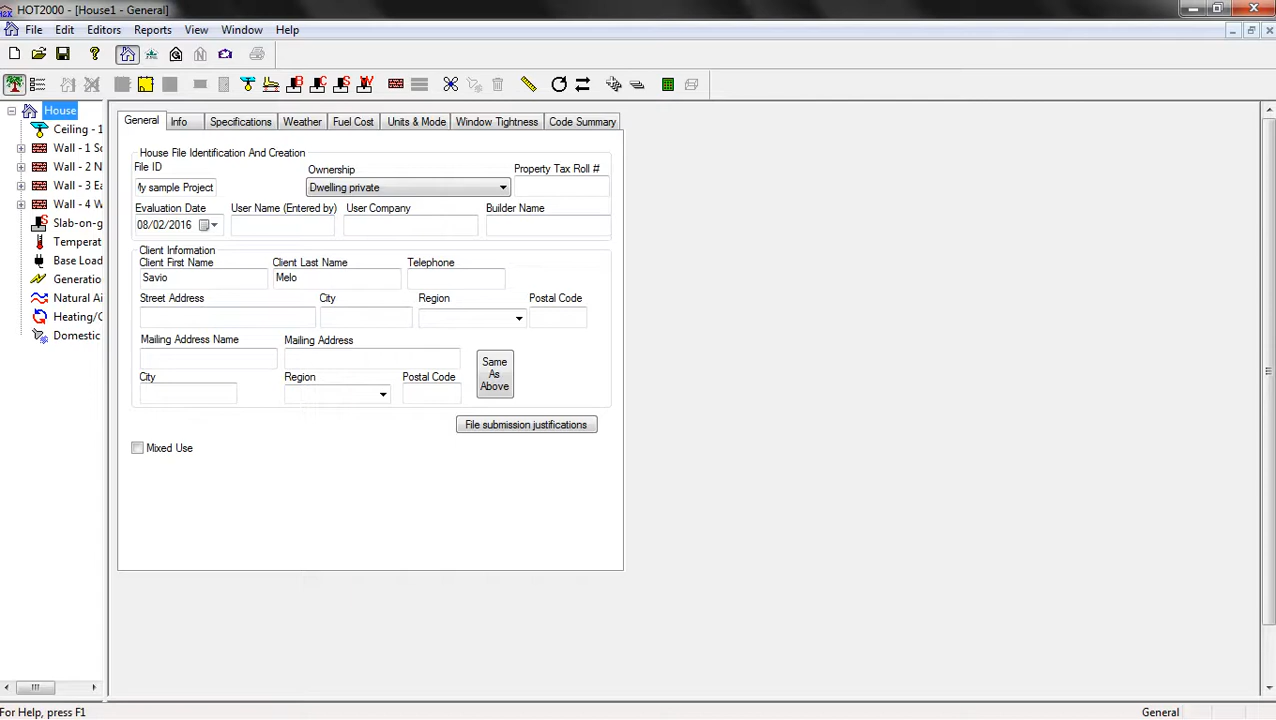 HOT2000 - [House1 - General]
File Edit Editors Reports View Window Help
House
Ceiling - 1
Wall - 1 So
Wall - 2 N
Wall - 3 Ea
Wall - 4 W
Slab-on-g
Temperat
Base Load
Generatio
Natural Ai
Heating/C
Domestic
General Info Specifications Weather Fuel Cost Units & Mode Window Tightness Code Summary
House File Identification And Creation
File ID Ownership Property Tax Roll #
My sample Project Dwelling private
Evaluation Date User Name (Entered by) User Company Builder Name
08/02/2016
Client Information
Client First Name Client Last Name Telephone
Savio Melo
Street Address City Region Postal Code
Mailing Address Name Mailing Address
Same
As
Above
City Region Postal Code
File submission justifications
Mixed Use
For Help, press F1 General